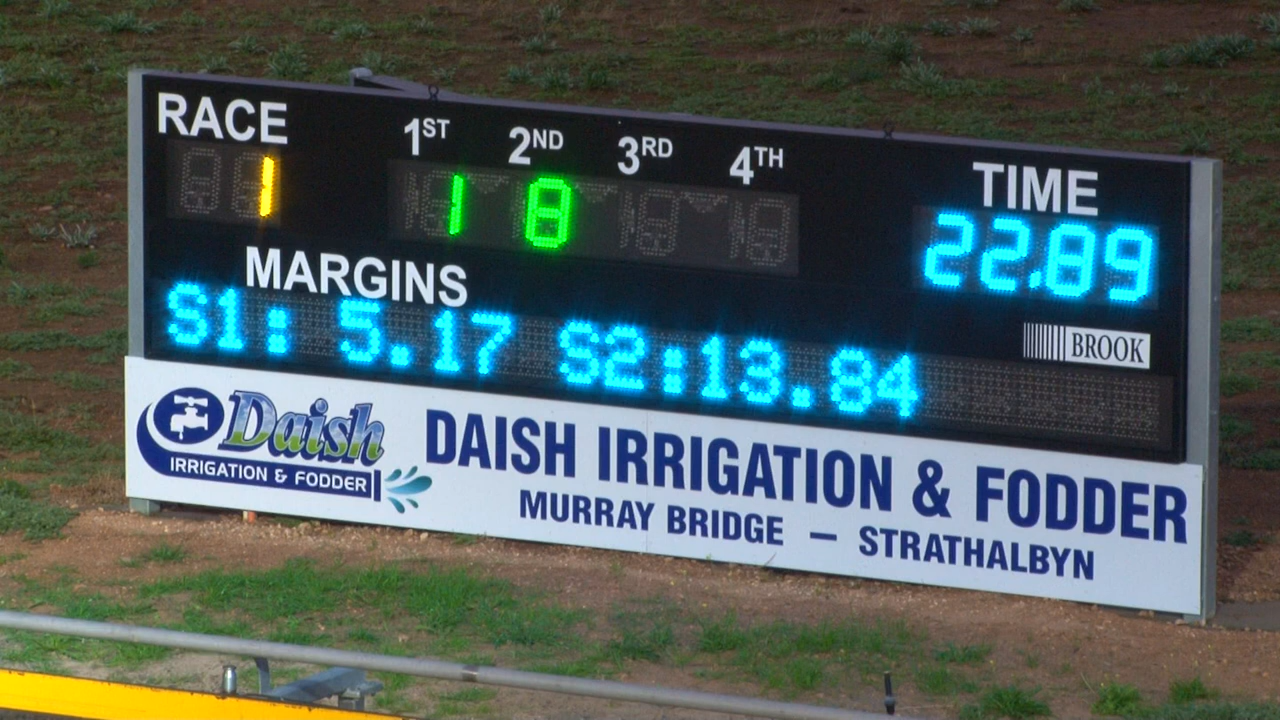 RACE 1ST 2ND 3RD 4TH TIME
1 1 8 22.89
MARGINS
S1: 5.17 S2:13.84
BROOK
Daish
IRRIGATION & FODDER
DAISH IRRIGATION & FODDER
MURRAY BRIDGE – STRATHALBYN